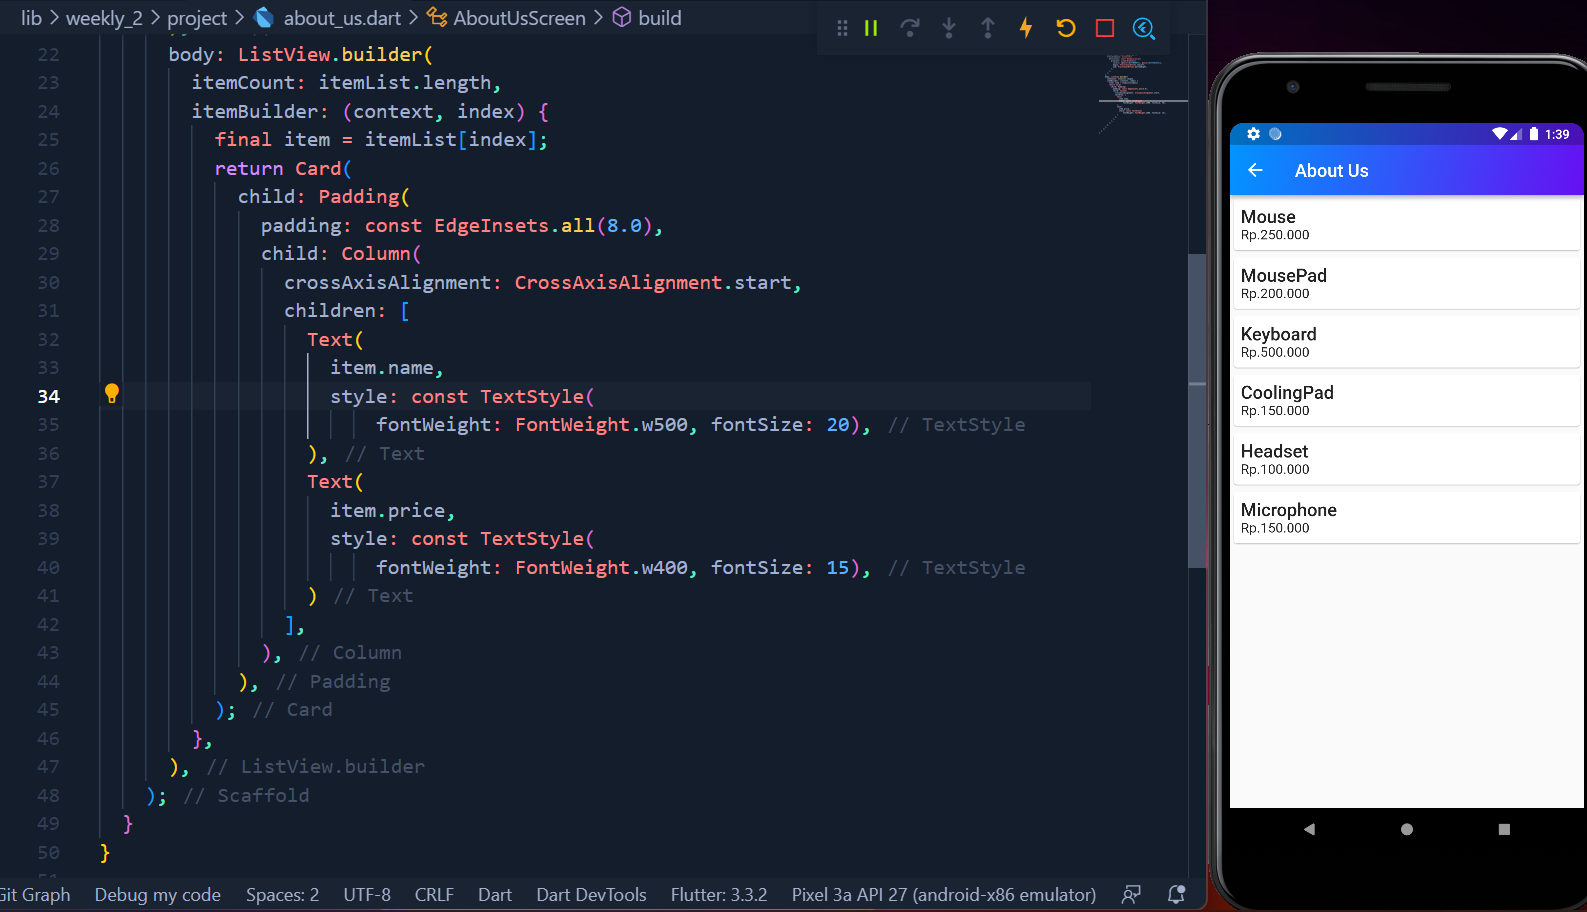 lib > weekly_2 > project > about_us.dart > AboutUsScreen > build
22 body: ListView.builder(
23 itemCount: itemList.length,
24 itemBuilder: (context, index) {
25 final item = itemList[index];
26 return Card(
27 child: Padding(
28 padding: const EdgeInsets.all(8.0),
29 child: Column(
30 crossAxisAlignment: CrossAxisAlignment.start,
31 children: [
32 Text(
33 item.name,
34 style: const TextStyle(
35 fontWeight: FontWeight.w500, fontSize: 20), // TextStyle
36 ), // Text
37 Text(
38 item.price,
39 style: const TextStyle(
40 fontWeight: FontWeight.w400, fontSize: 15), // TextStyle
41 ) // Text
42 ],
43 ), // Column
44 ), // Padding
45 ); // Card
46 },
47 ), // ListView.builder
48 ); // Scaffold
49 }
50 }
Git Graph Debug my code Spaces: 2 UTF-8 CRLF Dart Dart DevTools Flutter: 3.3.2 Pixel 3a API 27 (android-x86 emulator)
1:39
About Us
Mouse
Rp.250.000
MousePad
Rp.200.000
Keyboard
Rp.500.000
CoolingPad
Rp.150.000
Headset
Rp.100.000
Microphone
Rp.150.000